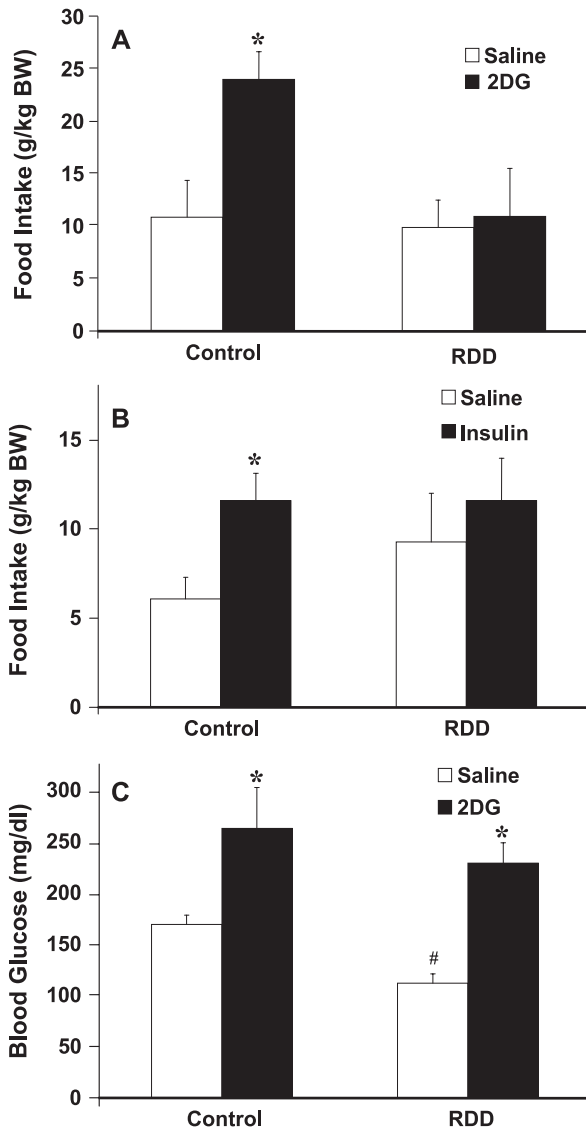 A
Food Intake (g/kg BW)
30
25
20
15
10
5
0
*
Saline
2DG
Control
RDD
B
Food Intake (g/kg BW)
15
10
5
0
*
Saline
Insulin
Control
RDD
C
Blood Glucose (mg/dl)
300
250
200
150
100
50
0
*
#
*
Saline
2DG
Control
RDD